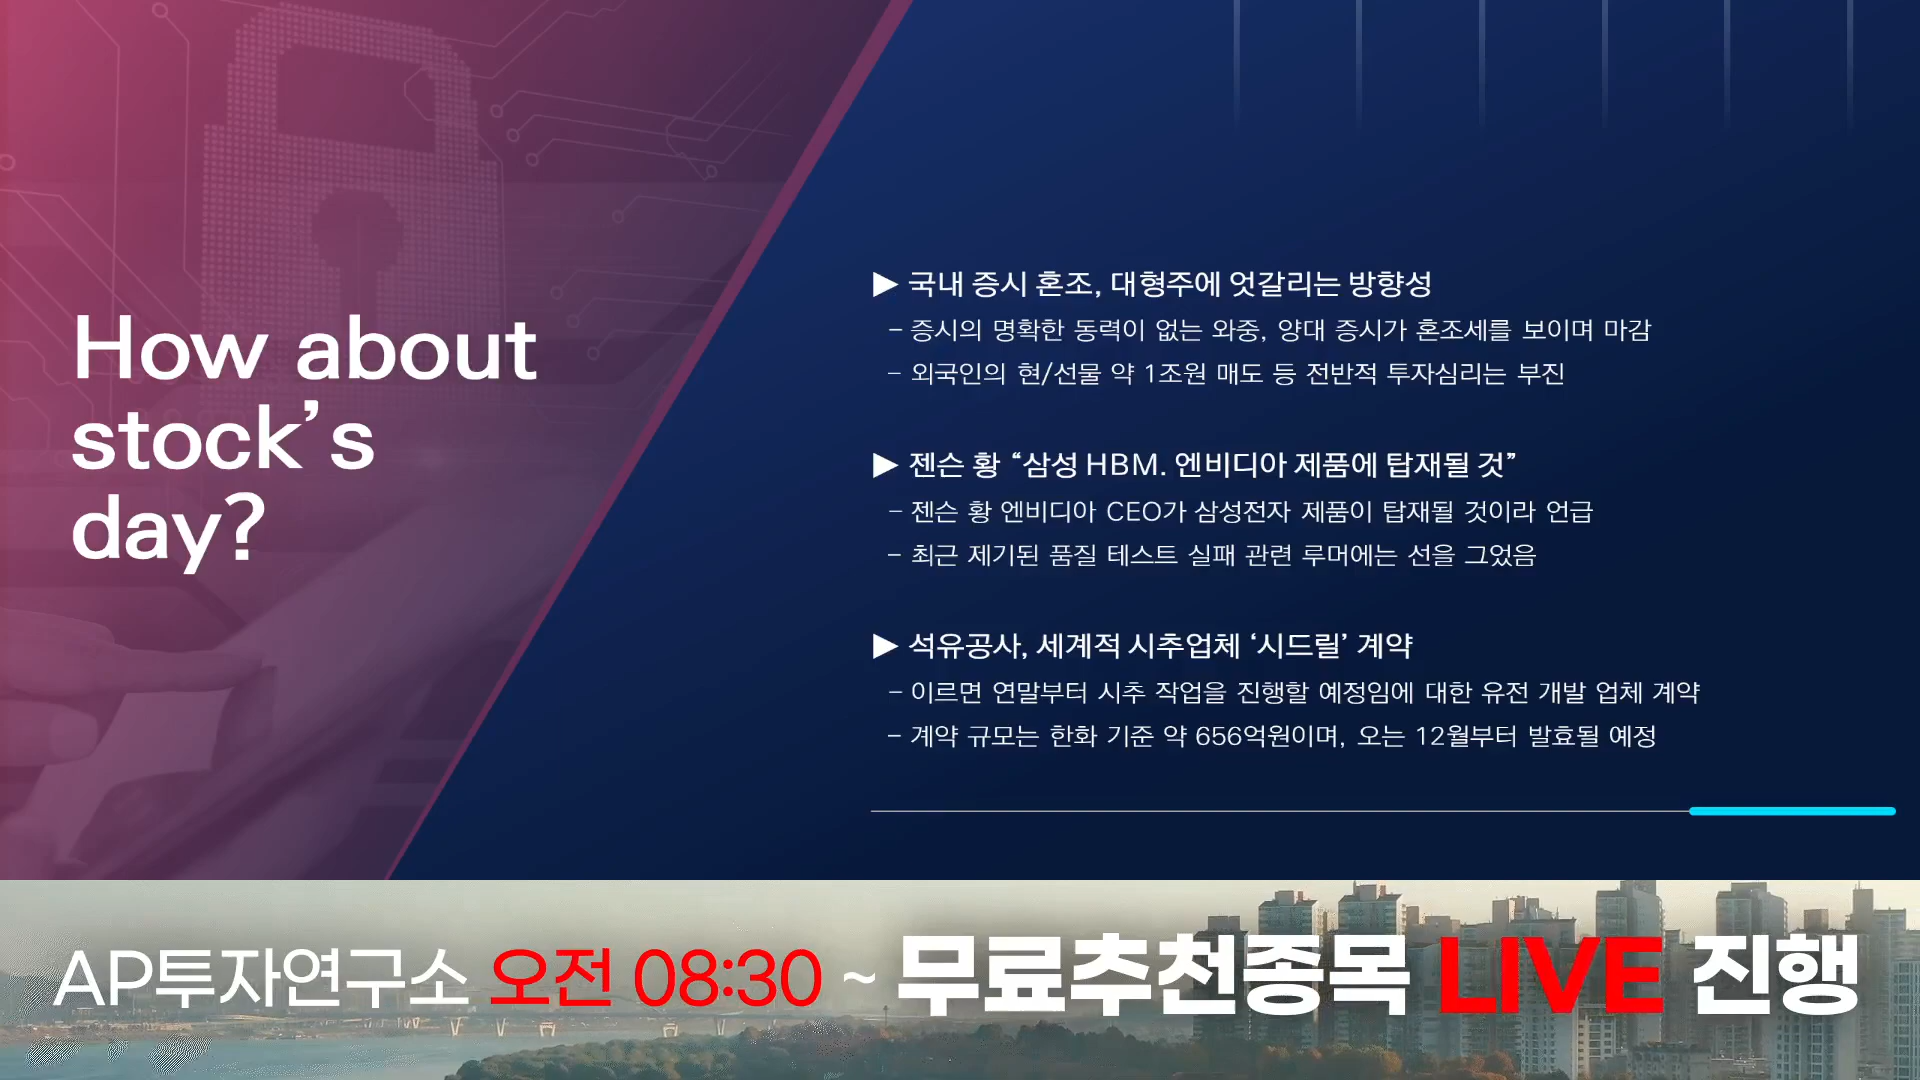 How about
stock’s
day?
▶ 국내 증시 혼조, 대형주에 엇갈리는 방향성
– 증시의 명확한 동력이 없는 와중, 양대 증시가 혼조세를 보이며 마감
– 외국인의 현/선물 약 1조원 매도 등 전반적 투자심리는 부진
▶ 젠슨 황 “삼성 HBM. 엔비디아 제품에 탑재될 것”
– 젠슨 황 엔비디아 CEO가 삼성전자 제품이 탑재될 것이라 언급
– 최근 제기된 품질 테스트 실패 관련 루머에는 선을 그었음
▶ 석유공사, 세계적 시추업체 ‘시드릴’ 계약
– 이르면 연말부터 시추 작업을 진행할 예정임에 대한 유전 개발 업체 계약
– 계약 규모는 한화 기준 약 656억원이며, 오는 12월부터 발효될 예정
AP투자연구소 오전 08:30 ~ 무료추천종목 LIVE 진행